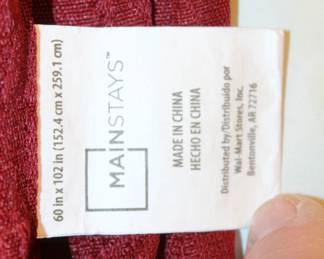 60 in x 102 in (152.4 cm x 259.1 cm)
MAINSTAYS™
MADE IN CHINA
HECHO EN CHINA
Distributed by/Distribuido por
Wal-Mart Stores, Inc.
Bentonville, AR 72716